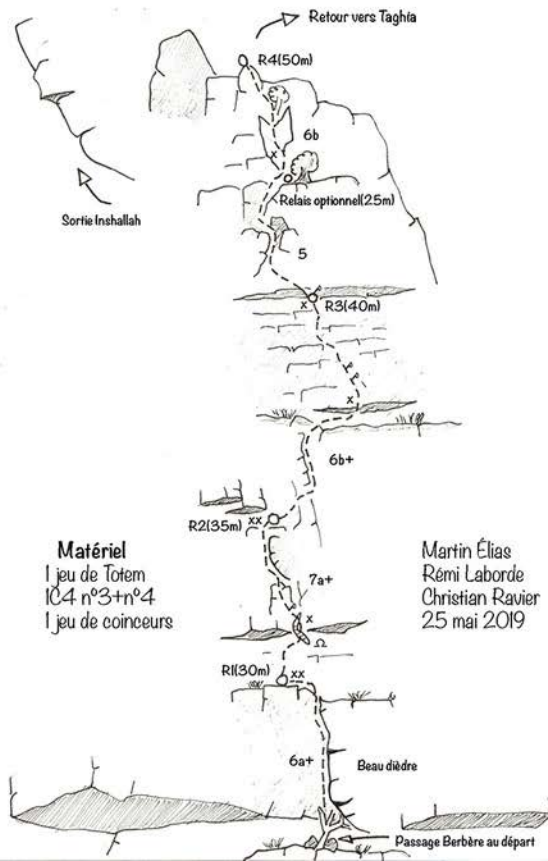 Retour vers Taghia
R4(50m)
6b
x
Relais optionnel(25m)
Sortie Inshallah
5
x
R3(40m)
x
6b+
R2(35m)
xx
Matériel
1 jeu de Totem
1C4 n°3+n°4
1 jeu de coinceurs
Martin Élias
Rémi Laborde
Christian Ravier
25 mai 2019
7a+
x
Ω
R1(30m)
xx
6a+
Beau dièdre
Passage Berbère au départ